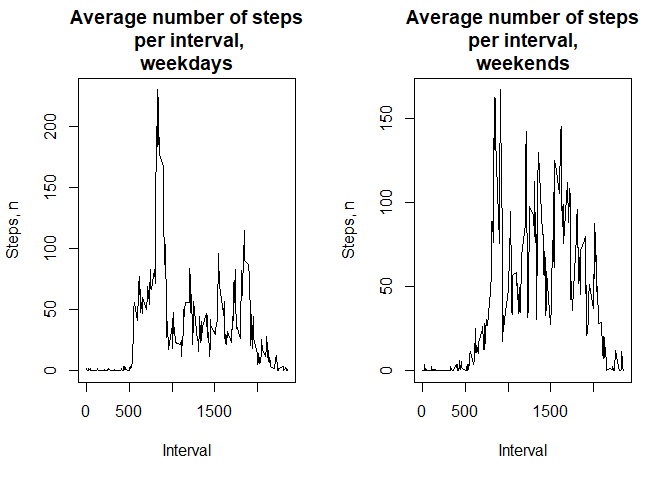 Average number of steps
per interval,
weekdays
Steps, n
200
150
100
50
0
0 500 1500
Interval
Average number of steps
per interval,
weekends
Steps, n
150
100
50
0
0 500 1500
Interval